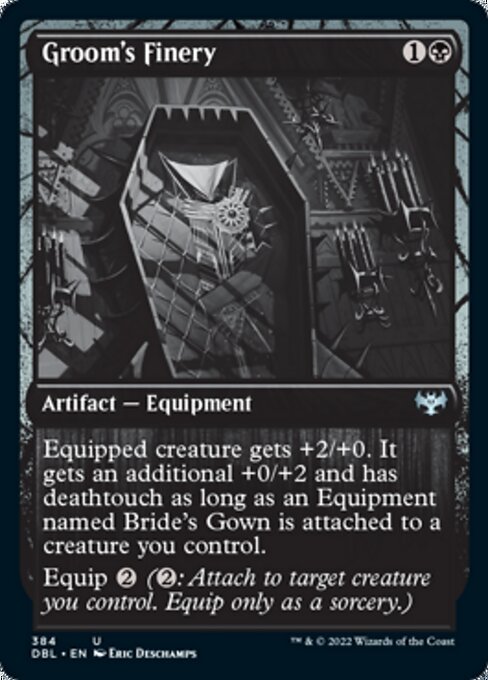 Groom's Finery 1
Artifact — Equipment
Equipped creature gets +2/+0. It
gets an additional +0/+2 and has
deathtouch as long as an Equipment
named Bride's Gown is attached to a
creature you control.
Equip 2 (2: Attach to target creature
you control. Equip only as a sorcery.)
384 U
DBL • EN Eric Deschamps
™ & © 2022 Wizards of the Coast